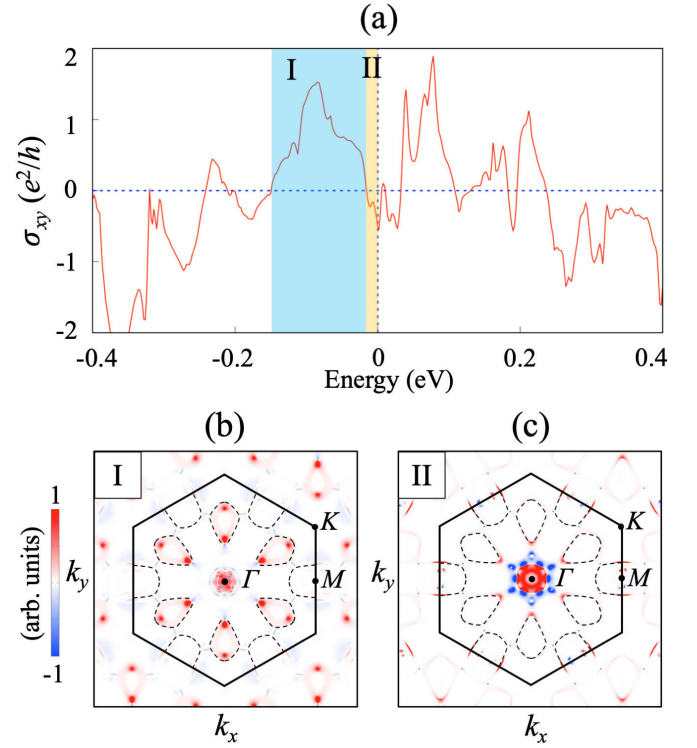 (a)
2
1
0
-1
-2
σxy (e²/h)
I
II
-0.4
-0.2
0
0.2
0.4
Energy (eV)
(b)
(c)
I
II
1
(arb. units)
-1
ky
K
Γ
M
kx
ky
K
Γ
M
kx